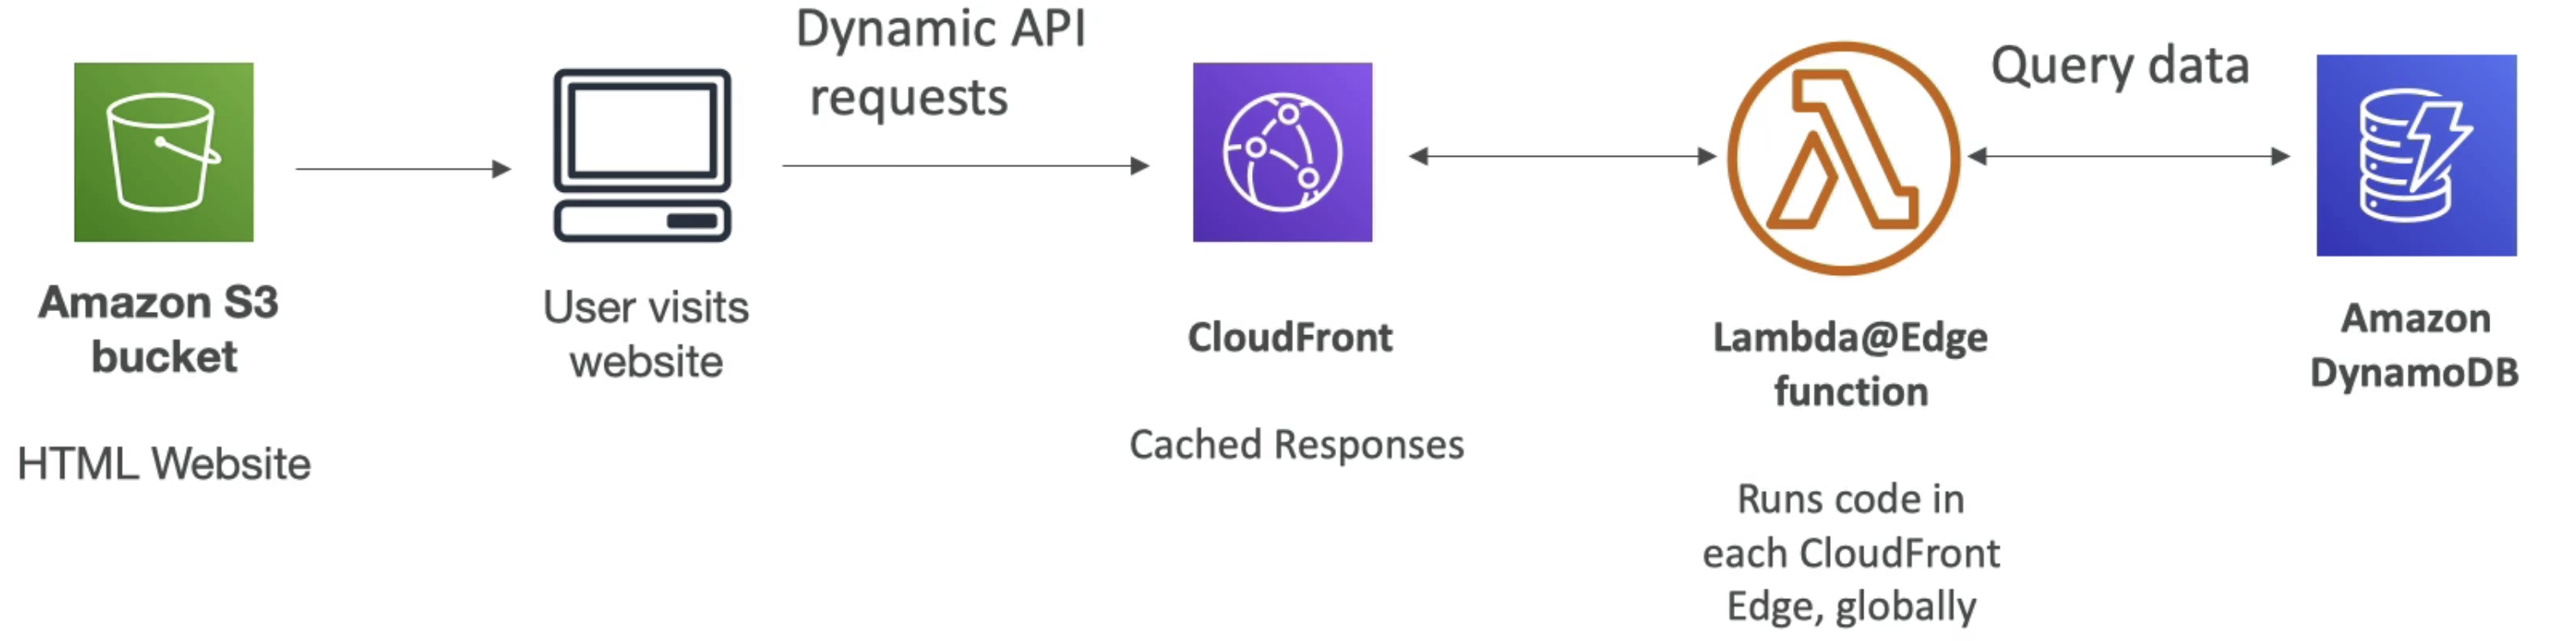 Amazon S3
bucket
HTML Website
User visits
website
Dynamic API
requests
CloudFront
Cached Responses
Lambda@Edge
function
Runs code in
each CloudFront
Edge, globally
Query data
Amazon
DynamoDB